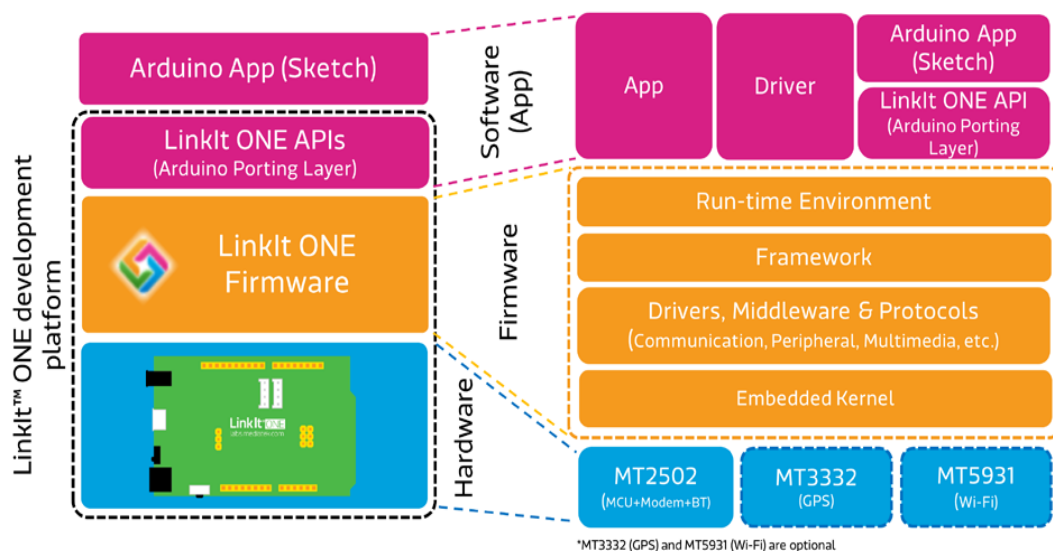 Arduino App (Sketch)
LinkIt ONE APIs
(Arduino Porting Layer)
LinkIt ONE
Firmware
LinkIt ONE
labs.mediatek.com
LinkIt™ ONE development
platform
Software
(App)
Firmware
Hardware
App
Driver
Arduino App
(Sketch)
LinkIt ONE API
(Arduino Porting
Layer)
Run-time Environment
Framework
Drivers, Middleware & Protocols
(Communication, Peripheral, Multimedia, etc.)
Embedded Kernel
MT2502
(MCU+Modem+BT)
MT3332
(GPS)
MT5931
(Wi-Fi)
*MT3332 (GPS) and MT5931 (Wi-Fi) are optional